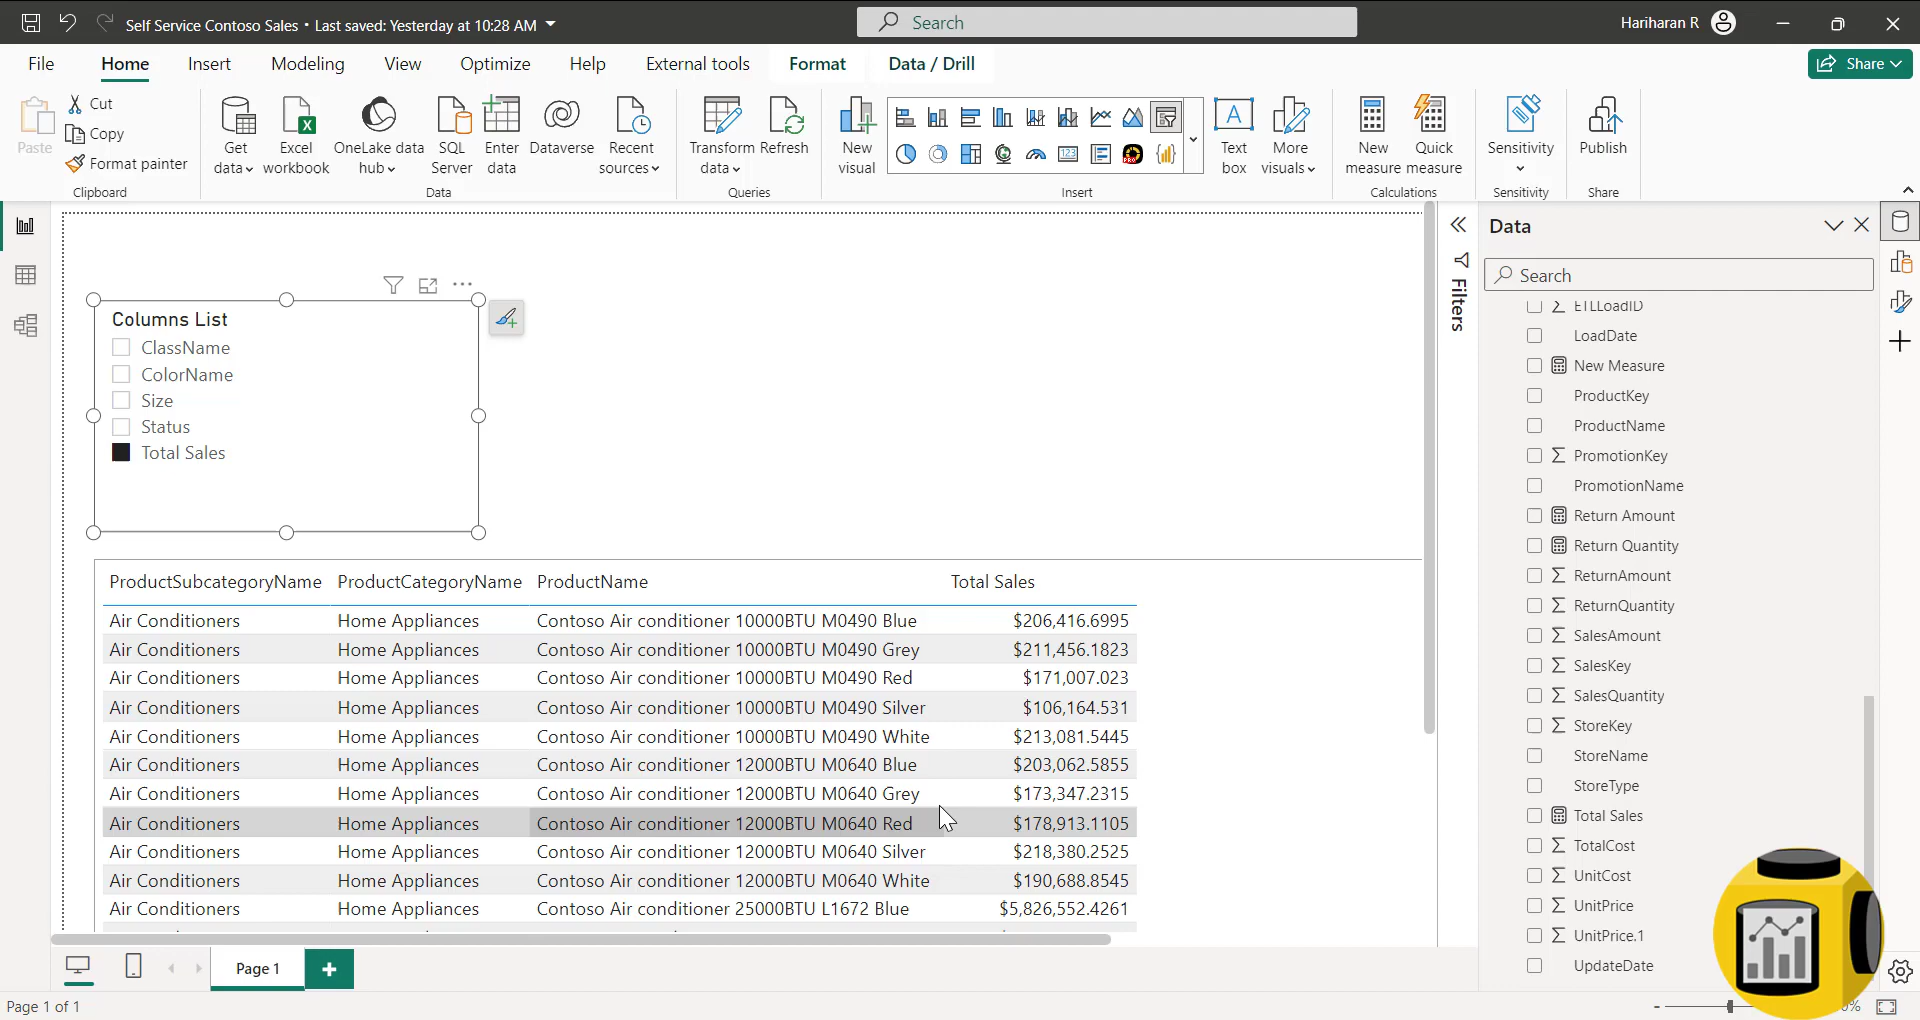 Self Service Contoso Sales • Last saved: Yesterday at 10:28 AM
Search
Hariharan R
File
Home
Insert
Modeling
View
Optimize
Help
External tools
Format
Data / Drill
Share
Paste
Cut
Copy
Format painter
Clipboard
Get data
Excel workbook
OneLake data hub
SQL Server
Enter data
Dataverse
Recent sources
Data
Transform data
Refresh
Queries
New visual
123
PRO
Insert
A
Text box
More visuals
New measure
Quick measure
Calculations
Sensitivity
Sensitivity
Publish
Share
Columns List
ClassName
ColorName
Size
Status
Total Sales
ProductSubcategoryName ProductCategoryName ProductName Total Sales
Air Conditioners Home Appliances Contoso Air conditioner 10000BTU M0490 Blue $206,416.6995
Air Conditioners Home Appliances Contoso Air conditioner 10000BTU M0490 Grey $211,456.1823
Air Conditioners Home Appliances Contoso Air conditioner 10000BTU M0490 Red $171,007.023
Air Conditioners Home Appliances Contoso Air conditioner 10000BTU M0490 Silver $106,164.531
Air Conditioners Home Appliances Contoso Air conditioner 10000BTU M0490 White $213,081.5445
Air Conditioners Home Appliances Contoso Air conditioner 12000BTU M0640 Blue $203,062.5855
Air Conditioners Home Appliances Contoso Air conditioner 12000BTU M0640 Grey $173,347.2315
Air Conditioners Home Appliances Contoso Air conditioner 12000BTU M0640 Red $178,913.1105
Air Conditioners Home Appliances Contoso Air conditioner 12000BTU M0640 Silver $218,380.2525
Air Conditioners Home Appliances Contoso Air conditioner 12000BTU M0640 White $190,688.8545
Air Conditioners Home Appliances Contoso Air conditioner 25000BTU L1672 Blue $5,826,552.4261
Filters
Data
Search
ETLLoadID
LoadDate
New Measure
ProductKey
ProductName
PromotionKey
PromotionName
Return Amount
Return Quantity
ReturnAmount
ReturnQuantity
SalesAmount
SalesKey
SalesQuantity
StoreKey
StoreName
StoreType
Total Sales
TotalCost
UnitCost
UnitPrice
UnitPrice.1
UpdateDate
Page 1
Page 1 of 1